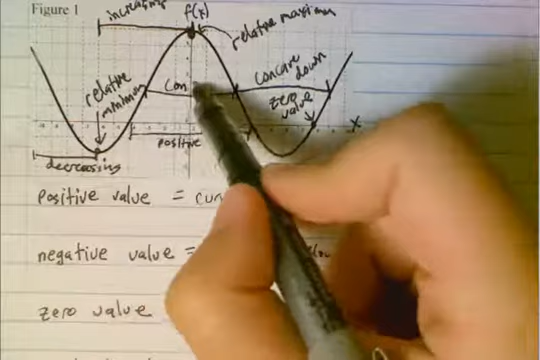 Figure 1
increasing
f(x)
relative maximum
relative minimum
Con
concave down
zero value
x
decreasing
positive
positive value =
negative value =
zero value